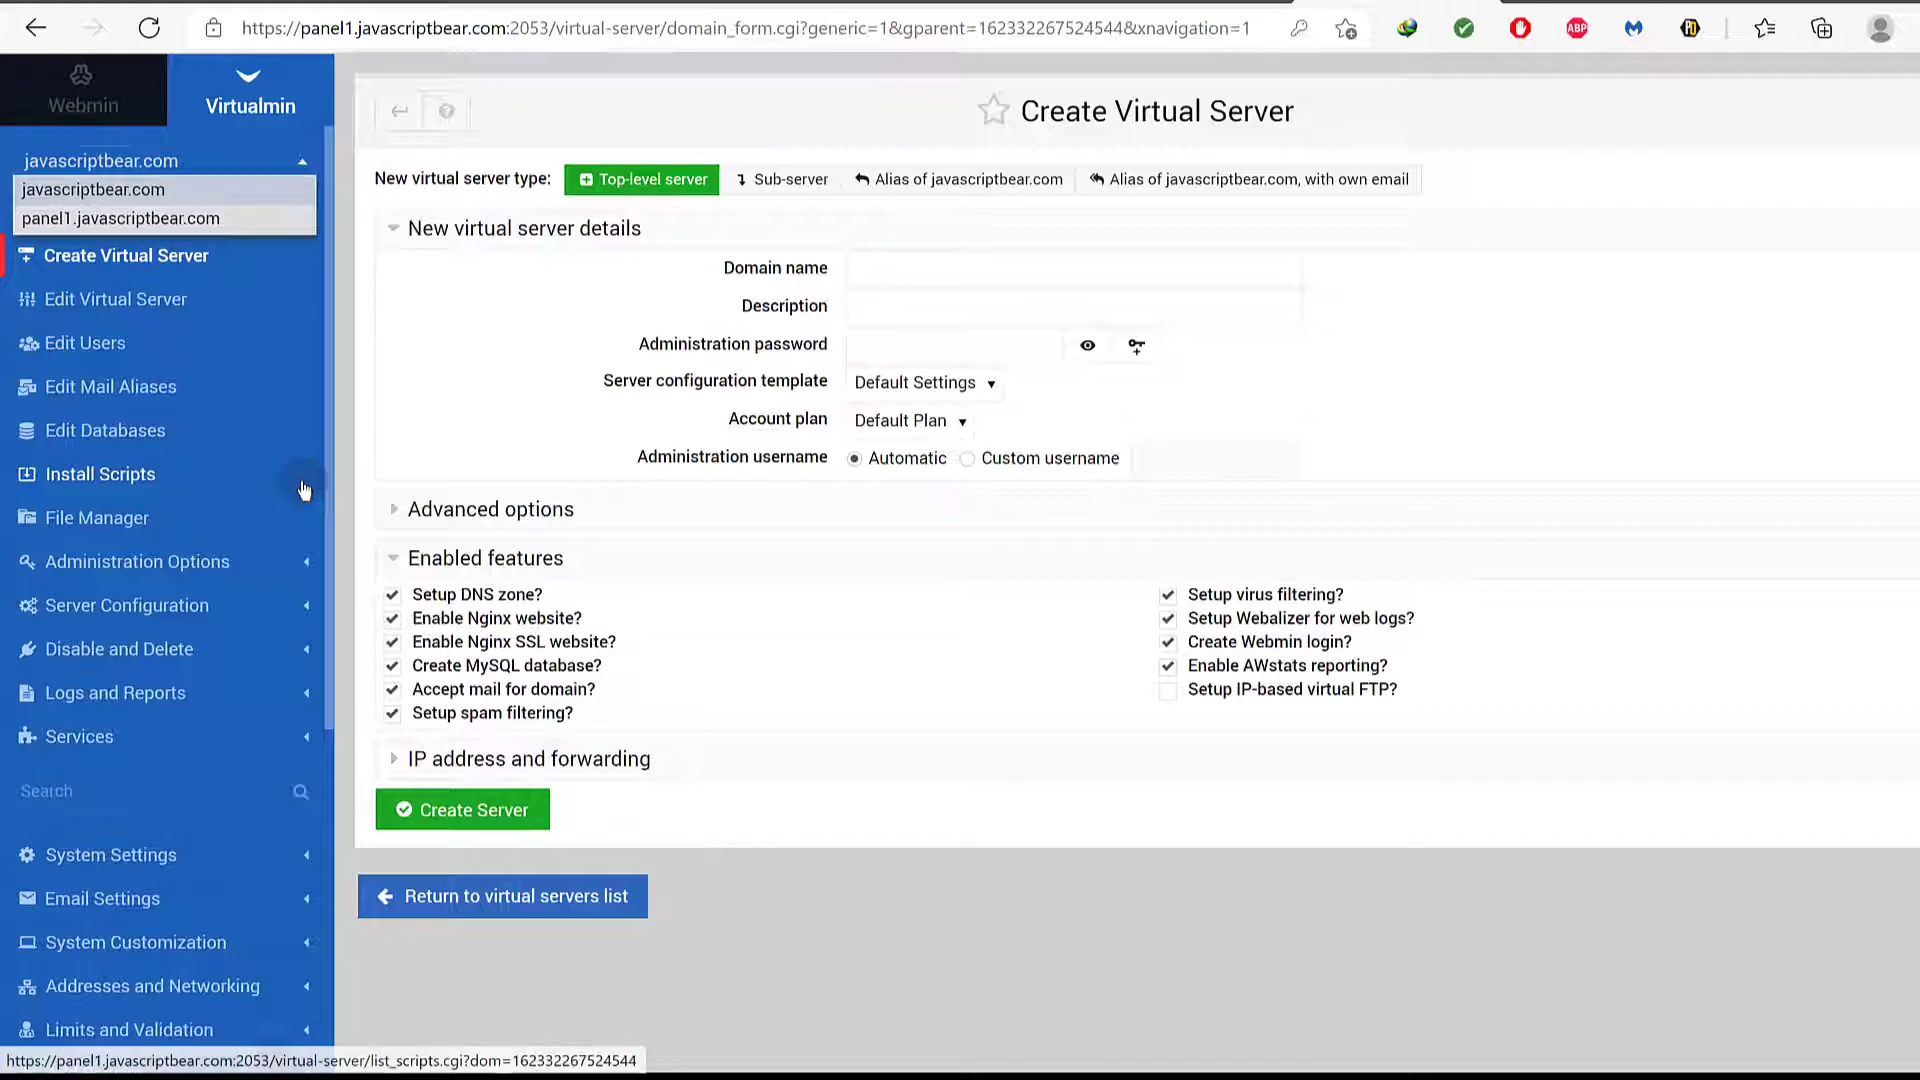 https://panel1.javascriptbear.com:2053/virtual-server/domain_form.cgi?generic=1&gparent=162332267524544&xnavigation=1
ABP
Webmin
Virtualmin
javascriptbear.com
javascriptbear.com
panel1.javascriptbear.com
Create Virtual Server
Edit Virtual Server
Edit Users
Edit Mail Aliases
Edit Databases
Install Scripts
File Manager
Administration Options
Server Configuration
Disable and Delete
Logs and Reports
Services
Search
System Settings
Email Settings
System Customization
Addresses and Networking
Limits and Validation
Create Virtual Server
New virtual server type: Top-level server Sub-server Alias of javascriptbear.com Alias of javascriptbear.com, with own email
New virtual server details
Domain name
Description
Administration password
Server configuration template Default Settings
Account plan Default Plan
Administration username Automatic Custom username
Advanced options
Enabled features
Setup DNS zone?
Enable Nginx website?
Enable Nginx SSL website?
Create MySQL database?
Accept mail for domain?
Setup spam filtering?
Setup virus filtering?
Setup Webalizer for web logs?
Create Webmin login?
Enable AWstats reporting?
Setup IP-based virtual FTP?
IP address and forwarding
Create Server
Return to virtual servers list
https://panel1.javascriptbear.com:2053/virtual-server/list_scripts.cgi?dom=162332267524544